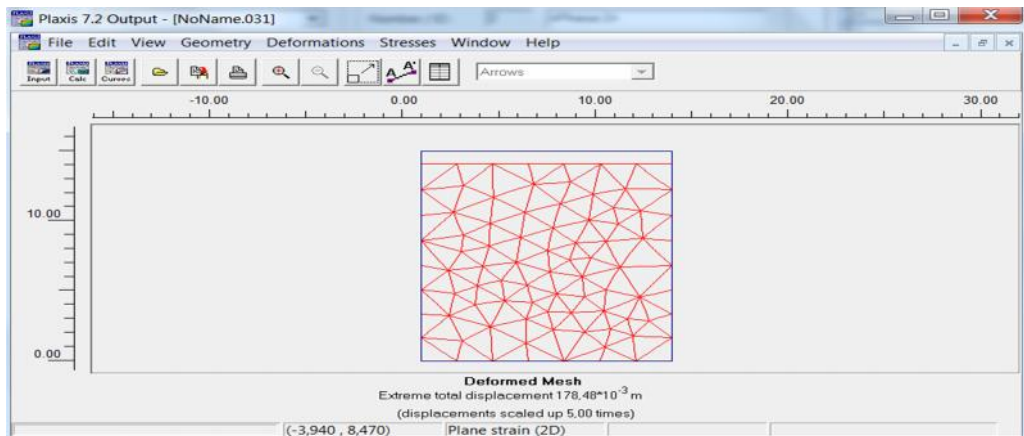 Plaxis 7.2 Output - [NoName.031]
File Edit View Geometry Deformations Stresses Window Help
Input Calc Curves A A* Arrows
-10.00 0.00 10.00 20.00 30.00
10.00
0.00
Deformed Mesh
Extreme total displacement 178,48*10-3 m
(displacements scaled up 5,00 times)
(-3,940 , 8,470) Plane strain (2D)